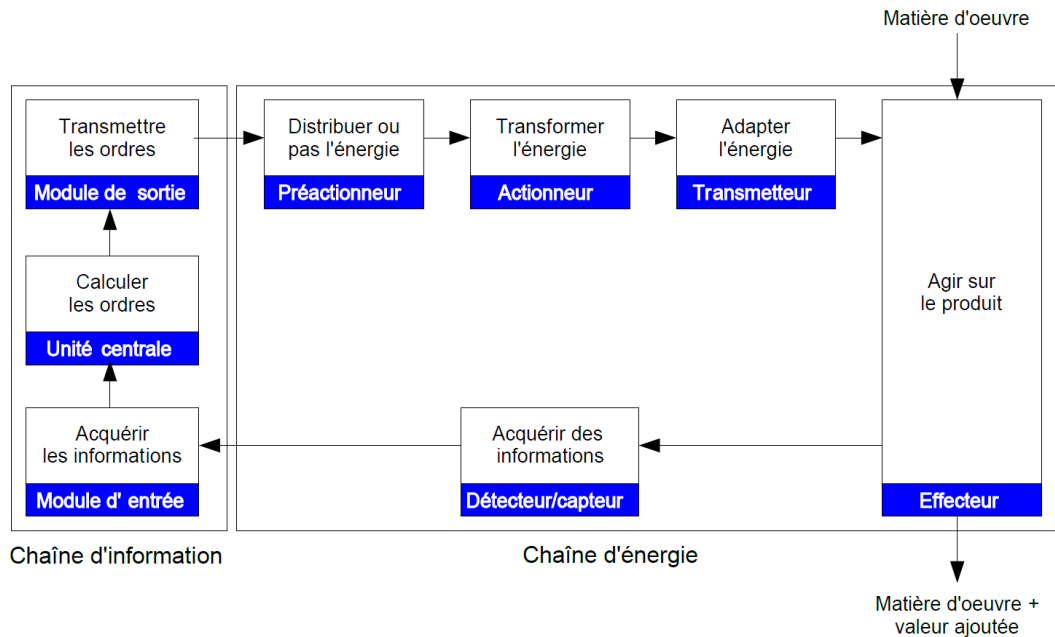 Matière d'oeuvre
Transmettre
les ordres
Module de sortie
Distribuer ou
pas l'énergie
Préactionneur
Transformer
l'énergie
Actionneur
Adapter
l'énergie
Transmetteur
Calculer
les ordres
Unité centrale
Agir sur
le produit
Effecteur
Acquérir
les informations
Module d' entrée
Acquérir des
informations
Détecteur/capteur
Chaîne d'information
Chaîne d'énergie
Matière d'oeuvre +
valeur ajoutée